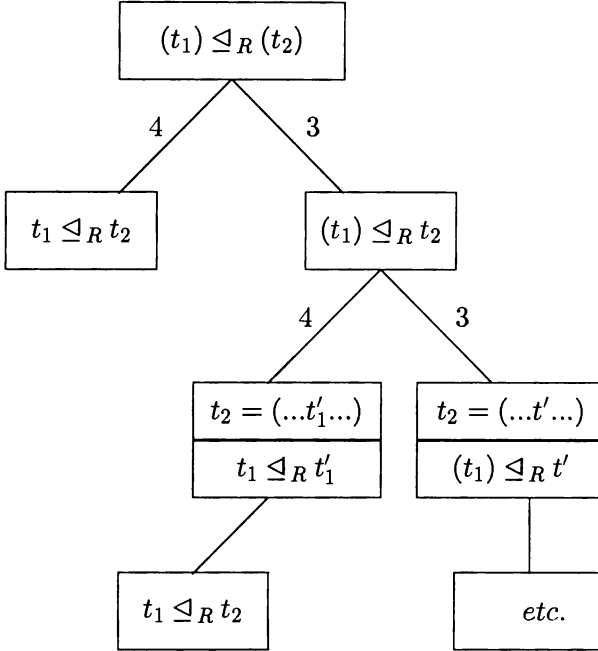 (t₁) ⊴_R (t₂)
4 3
t₁ ⊴_R t₂ (t₁) ⊴_R t₂
4 3
t₂ = (...t′₁...) t₂ = (...t′...)
t₁ ⊴_R t′₁ (t₁) ⊴_R t′
t₁ ⊴_R t₂ etc.